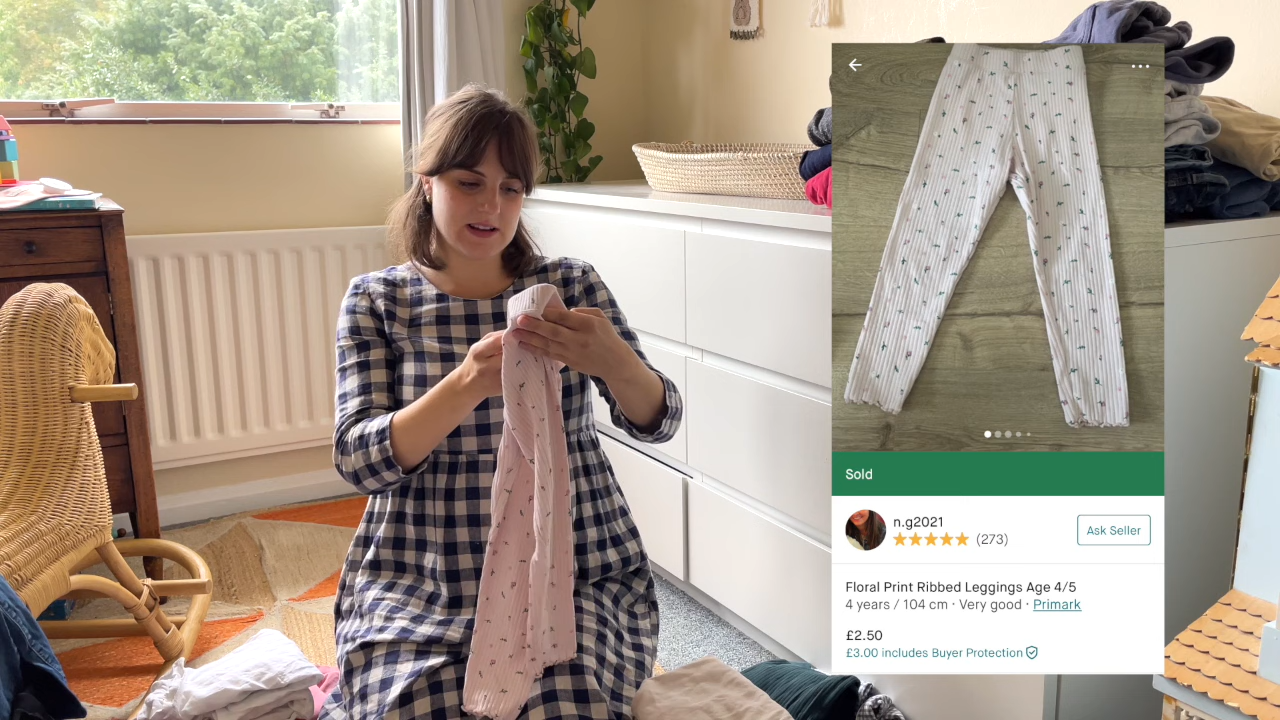 Sold
n.g2021
(273)
Ask Seller
Floral Print Ribbed Leggings Age 4/5
4 years / 104 cm · Very good · Primark
£2.50
£3.00 includes Buyer Protection